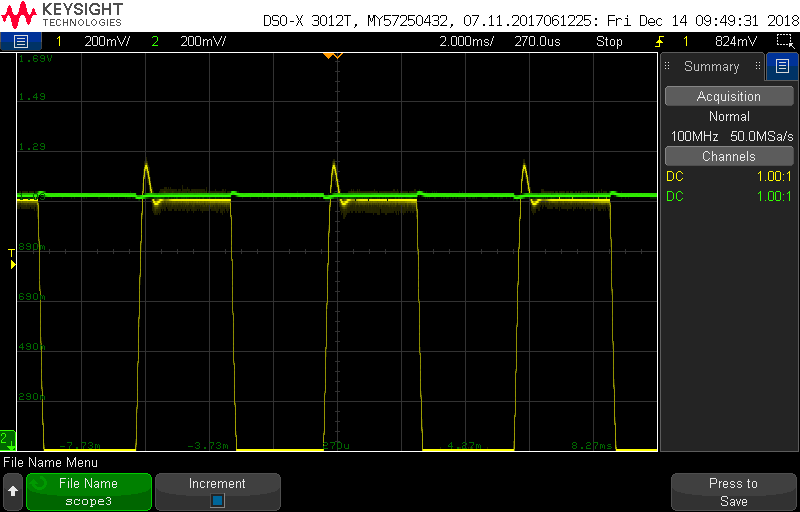 KEYSIGHT
TECHNOLOGIES
DSO-X 3012T, MY57250432, 07.11.2017061225: Fri Dec 14 09:49:31 2018
1 200mV/ 2 200mV/ 2.000ms/ 270.0us Stop 1 824mV
1.69V
1.49
1.29
890m
690m
490m
290m
-7.73m -3.73m 270u 4.27m 8.27ms
T
2
Summary
Acquisition
Normal
100MHz 50.0MSa/s
Channels
DC 1.00:1
DC 1.00:1
File Name Menu
File Name
scope3
Increment
Press to
Save